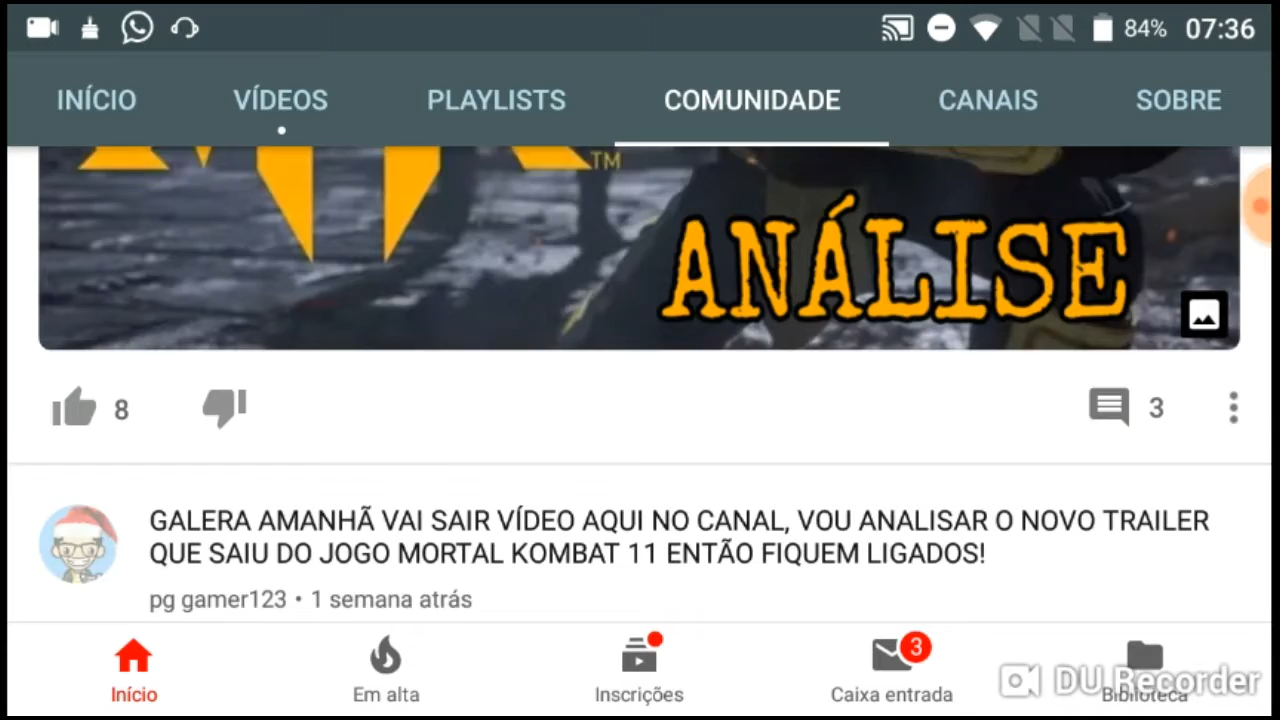 84% 07:36
INÍCIO VÍDEOS PLAYLISTS COMUNIDADE CANAIS SOBRE
TM
ANÁLISE
8 3
GALERA AMANHÃ VAI SAIR VÍDEO AQUI NO CANAL, VOU ANALISAR O NOVO TRAILER
QUE SAIU DO JOGO MORTAL KOMBAT 11 ENTÃO FIQUEM LIGADOS!
pg gamer123 • 1 semana atrás
3
Início Em alta Inscrições Caixa entrada Biblioteca
DU Recorder